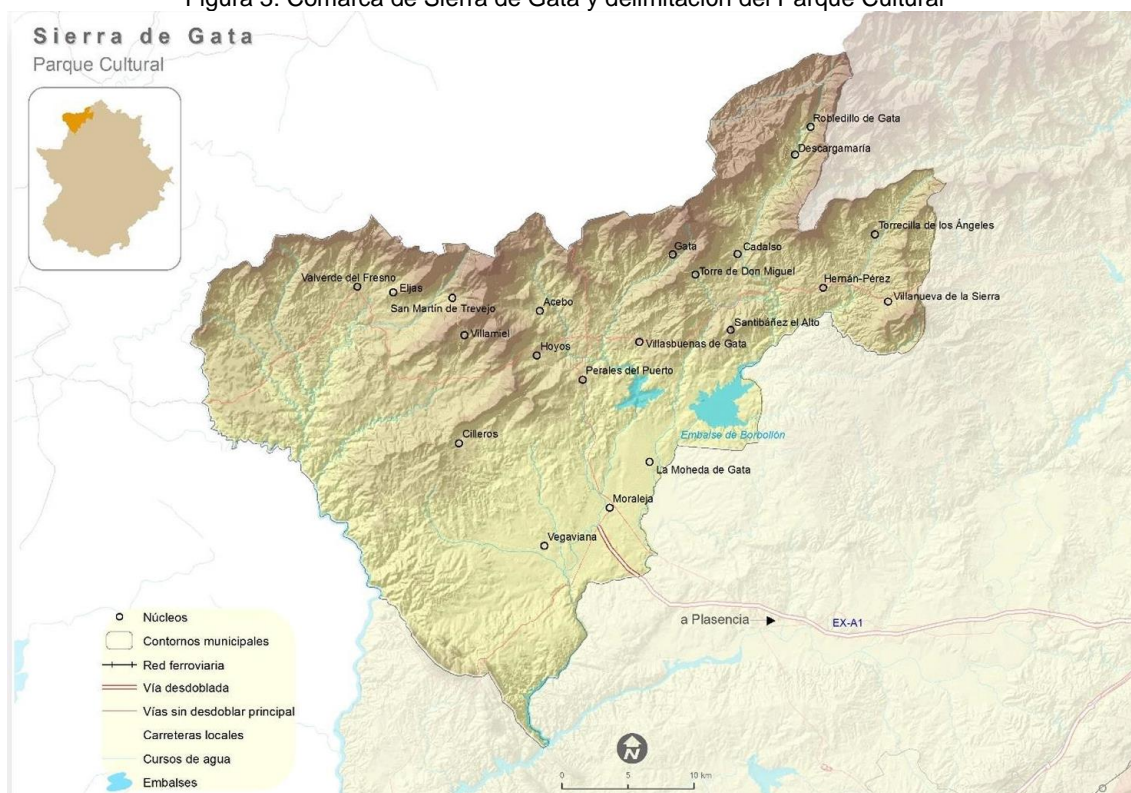 Figura 3. Comarca de Sierra de Gata y delimitación del Parque Cultural
Sierra de Gata
Parque Cultural
Robledillo de Gata
Descargamaría
Torrecilla de los Ángeles
Gata
Cadalso
Torre de Don Miguel
Hernán-Pérez
Valverde del Fresno
Eljas
San Martín de Trevejo
Acebo
Villanueva de la Sierra
Villamiel
Santibáñez el Alto
Hoyos
Villasbuenas de Gata
Perales del Puerto
Cilleros
Embalse de Borbollón
La Moheda de Gata
Moraleja
Vegaviana
a Plasencia
EX-A1
Núcleos
Contornos municipales
Red ferroviaria
Vía desdoblada
Vías sin desdoblar principal
Carreteras locales
Cursos de agua
Embalses
N
0 5 10 km